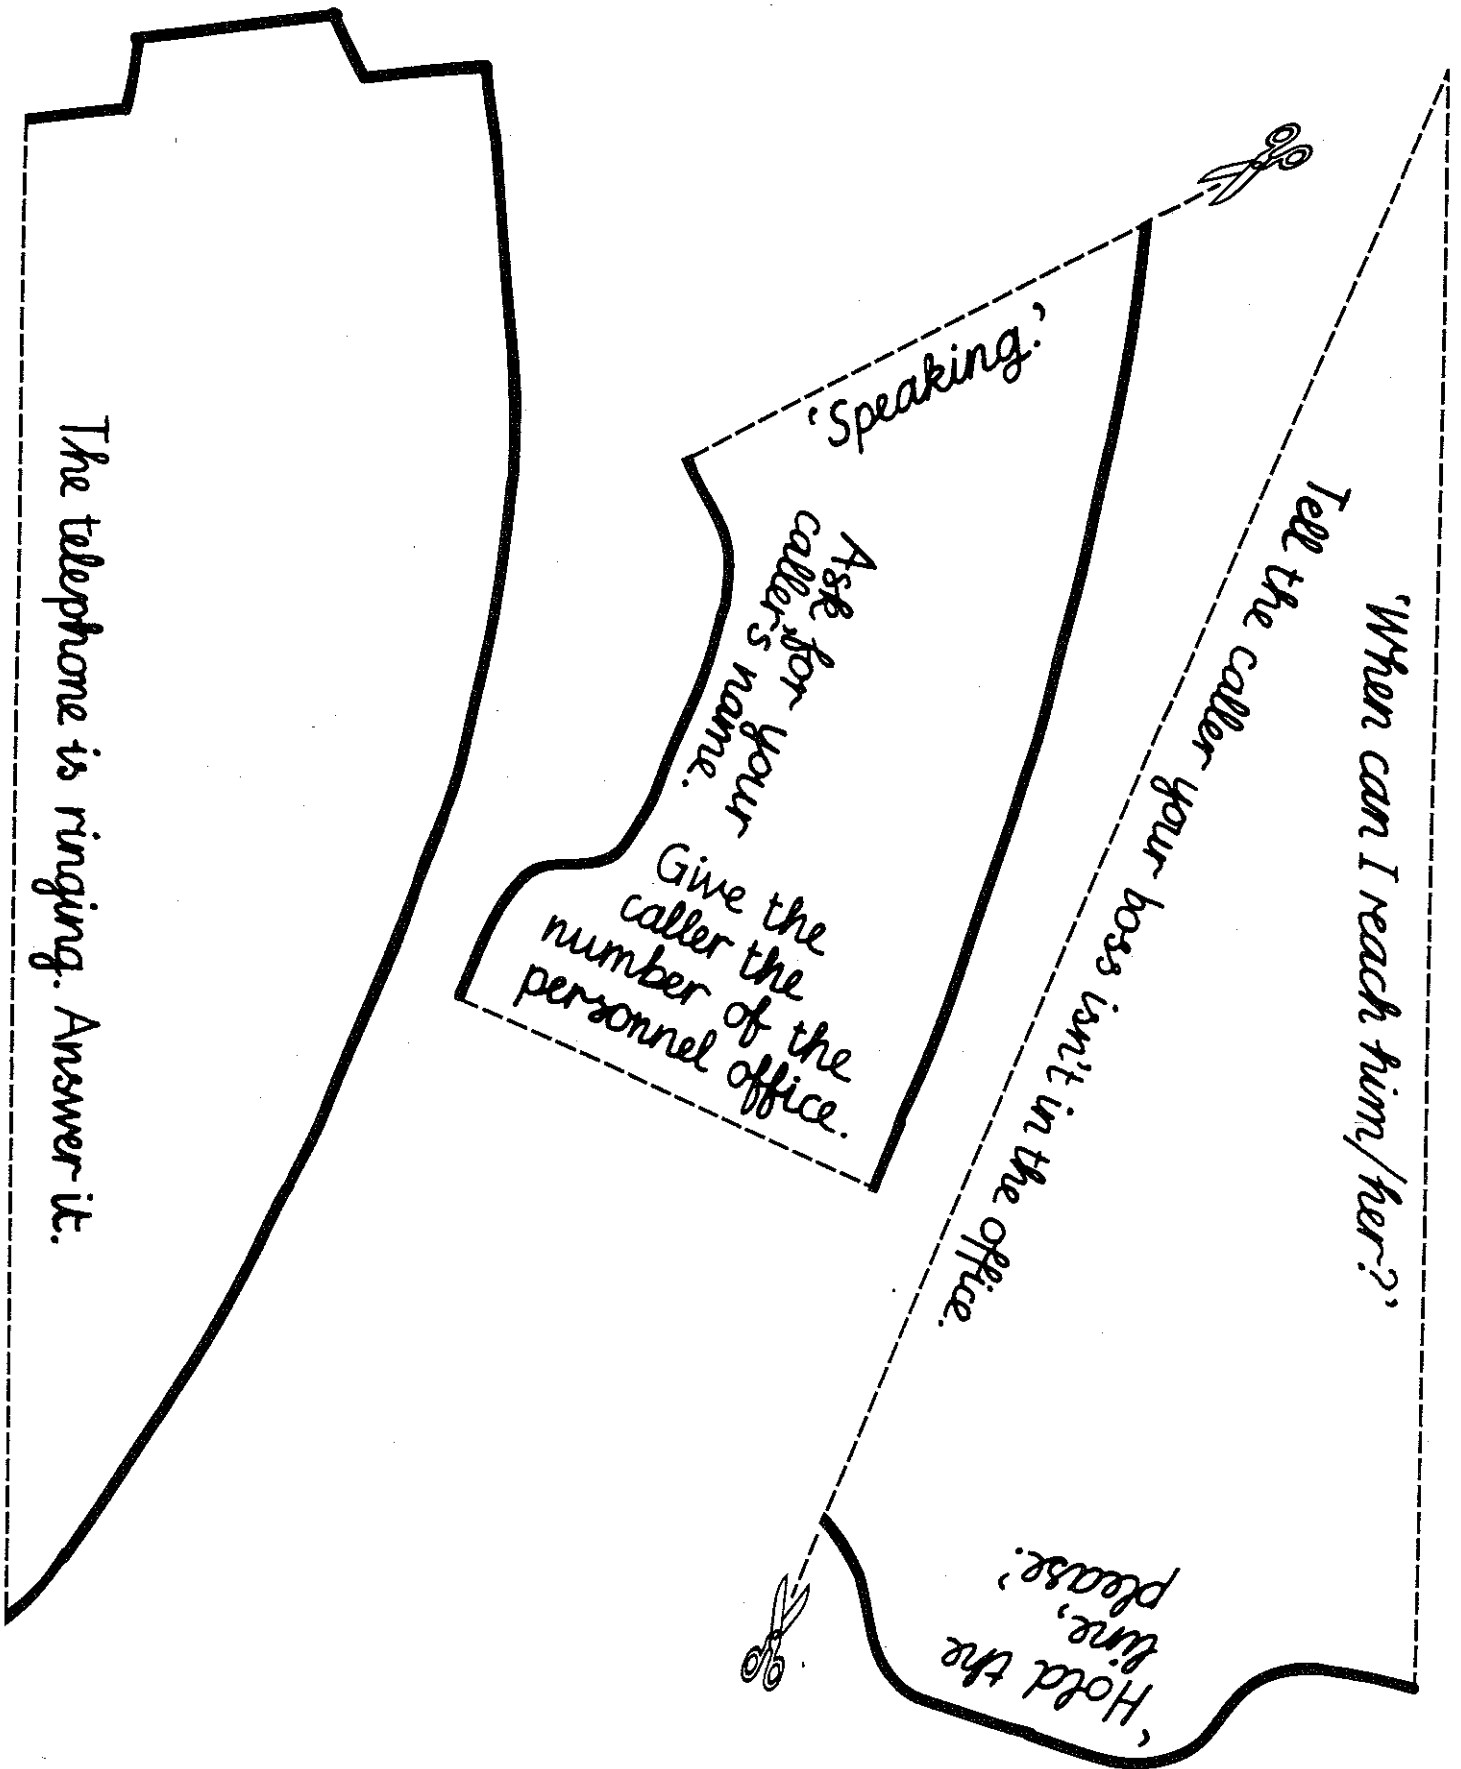 The telephone is ringing. Answer it.
'Speaking.'
Ask for your
caller's name.
Give the
caller the
number of the
personnel office.
Tell the caller your boss isn't in the office.
'When can I reach him/her?'
'Hold the
line,
please.'